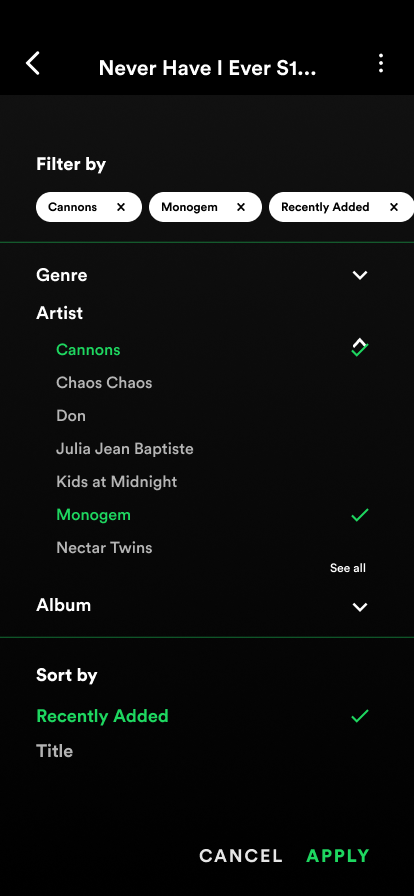 Never Have I Ever S1...
Filter by
Cannons
Monogem
Recently Added
Genre
Artist
Cannons
Chaos Chaos
Don
Julia Jean Baptiste
Kids at Midnight
Monogem
Nectar Twins
See all
Album
Sort by
Recently Added
Title
CANCEL APPLY